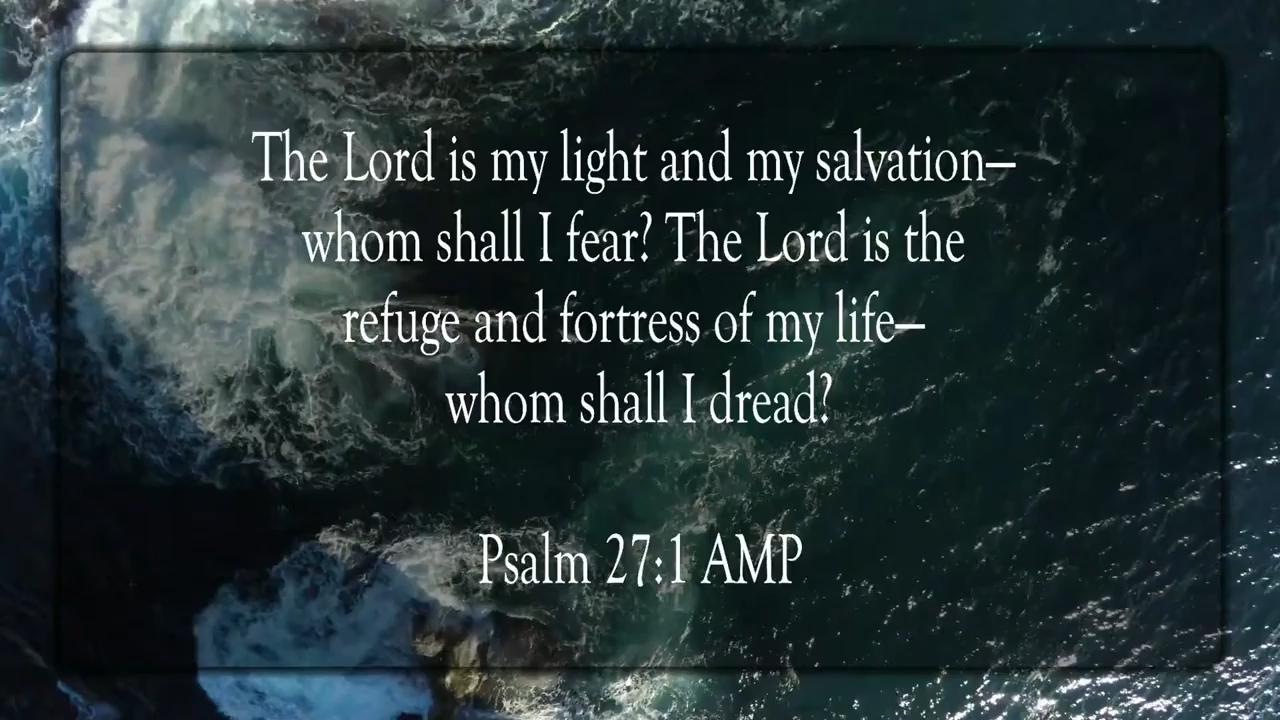 The Lord is my light and my salvation—
whom shall I fear? The Lord is the
refuge and fortress of my life—
whom shall I dread?
Psalm 27:1 AMP